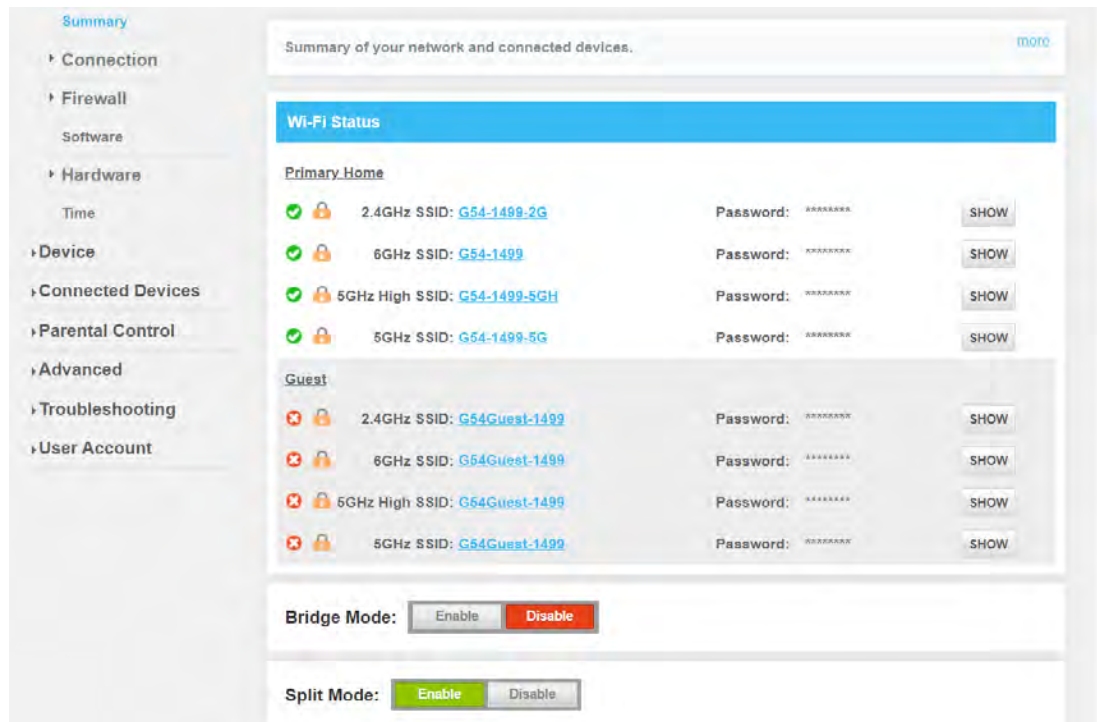 Summary
Connection
Firewall
Software
Hardware
Time
Device
Connected Devices
Parental Control
Advanced
Troubleshooting
User Account
Summary of your network and connected devices.
more
Wi-Fi Status
Primary Home
2.4GHz SSID: G54-1499-2G Password: ******** SHOW
6GHz SSID: G54-1499 Password: ********* SHOW
5GHz High SSID: G54-1499-5GH Password: ********* SHOW
5GHz SSID: G54-1499-5G Password: ********* SHOW
Guest
2.4GHz SSID: G54Guest-1499 Password: ******** SHOW
6GHz SSID: G54Guest-1499 Password: ******** SHOW
5GHz High SSID: G54Guest-1499 Password: ******** SHOW
5GHz SSID: G54Guest-1499 Password: ********* SHOW
Bridge Mode: Enable Disable
Split Mode: Enable Disable